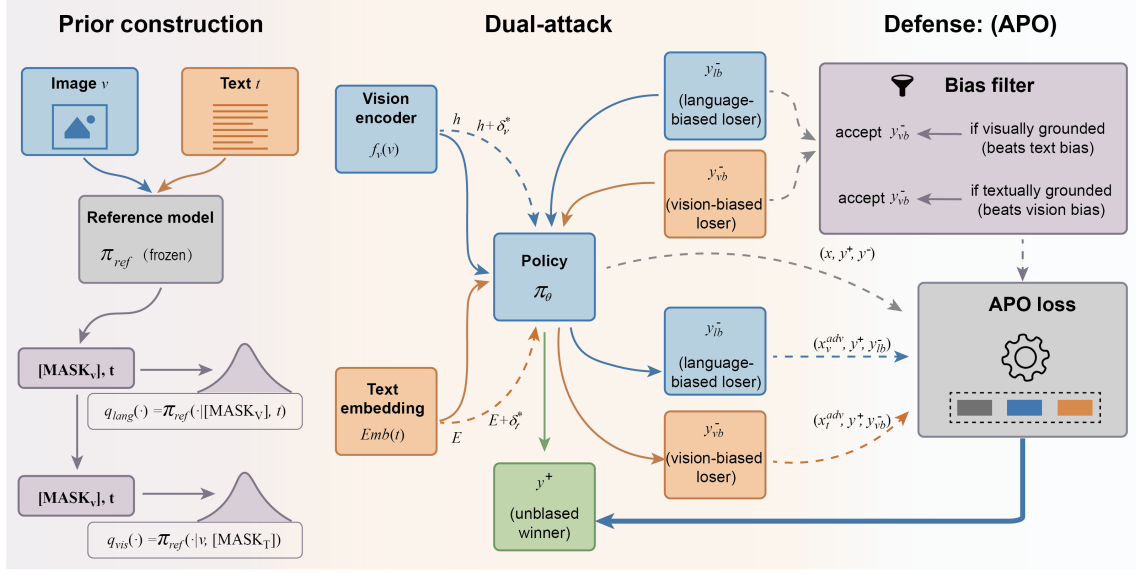 Prior construction
Image v
Text t
Reference model
π_ref (frozen)
[MASK_v], t
q_lang(·) =π_ref(·|[MASK_V], t)
[MASK_v], t
q_vis(·) =π_ref(·|v, [MASK_T])
Dual-attack
Vision
encoder
f_v(v)
h
h+δ_v^*
Text
embedding
Emb(t)
E
E+δ_t^*
y_lb^-
(language-
biased loser)
y_vb^-
(vision-biased
loser)
Policy
π_θ
y_lb^-
(language-
biased loser)
y_vb^-
(vision-biased
loser)
y^+
(unblased
winner)
Defense: (APO)
Bias filter
accept y_vb^-
if visually grounded
(beats text bias)
accept y_vb^-
if textually grounded
(beats vision bias)
(x, y^+, y^-)
APO loss
(x_v^adv, y^+, y_lb^-)
(x_t^adv, y^+, y_vb^-)